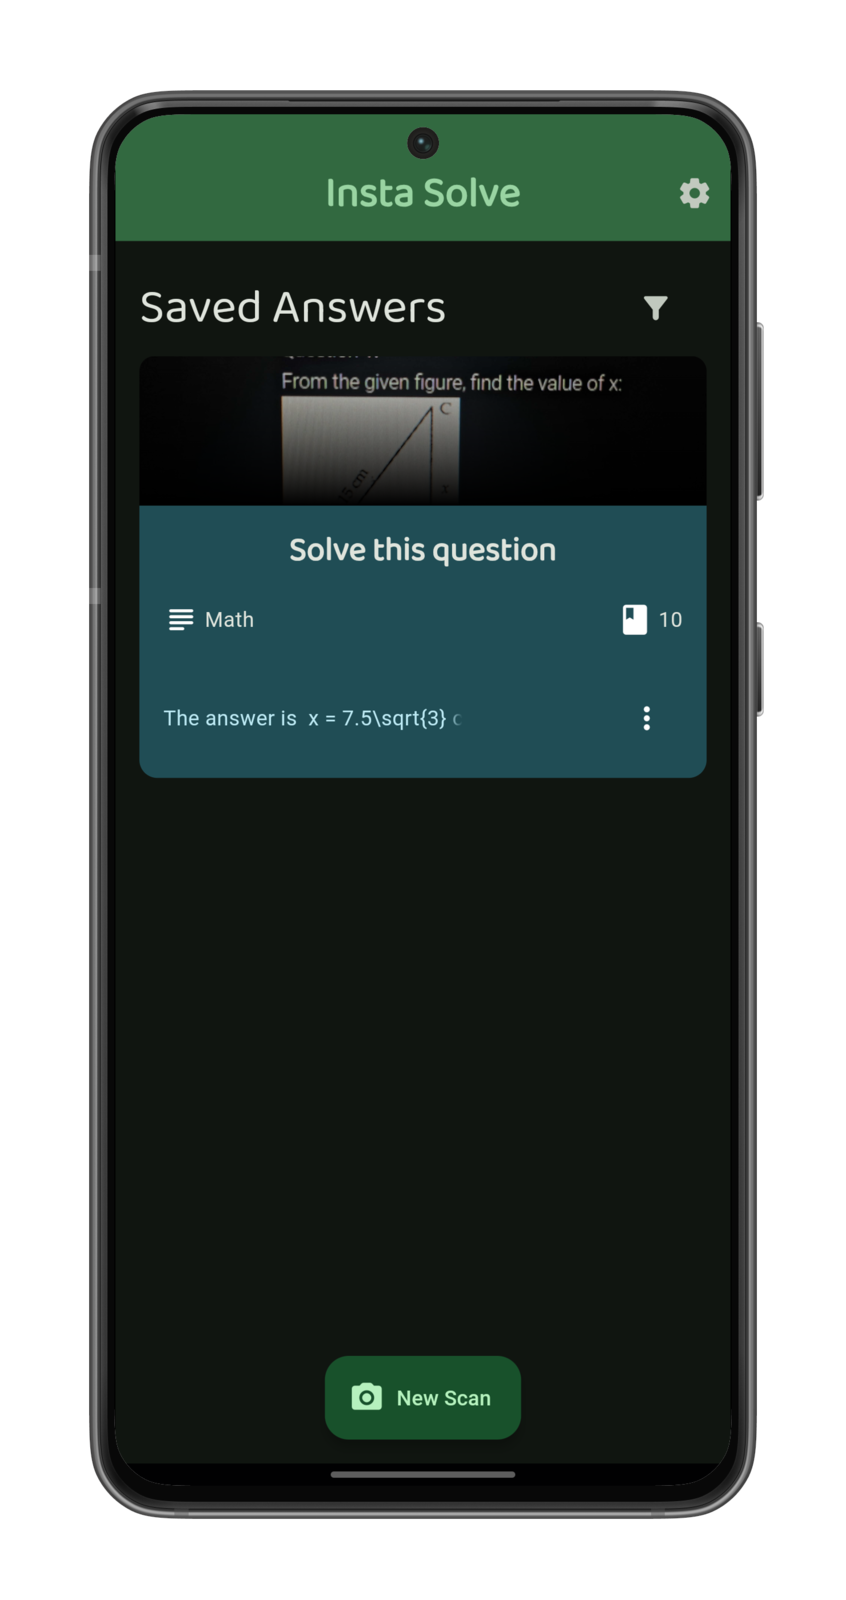 Insta Solve
Saved Answers
From the given figure, find the value of x:
C
15 cm
x
Solve this question
Math
10
The answer is  x = 7.5\sqrt{3}
New Scan